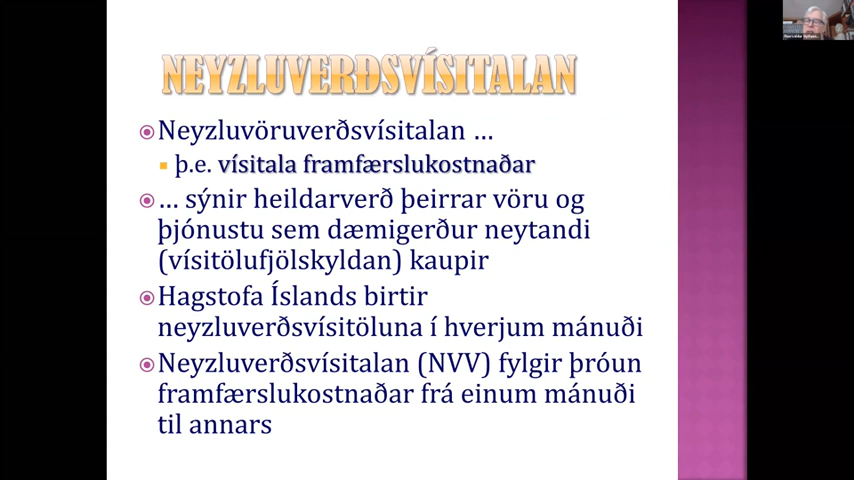 NEYZLUVERÐSVÍSITALAN
Neyzluvöruverðsvísitalan …
þ.e. vísitala framfærslukostnaðar
… sýnir heildarverð þeirrar vöru og
þjónustu sem dæmigerður neytandi
(vísitölufjölskyldan) kaupir
Hagstofa Íslands birtir
neyzluverðsvísitöluna í hverjum mánuði
Neyzluverðsvísitalan (NVV) fylgir þróun
framfærslukostnaðar frá einum mánuði
til annars